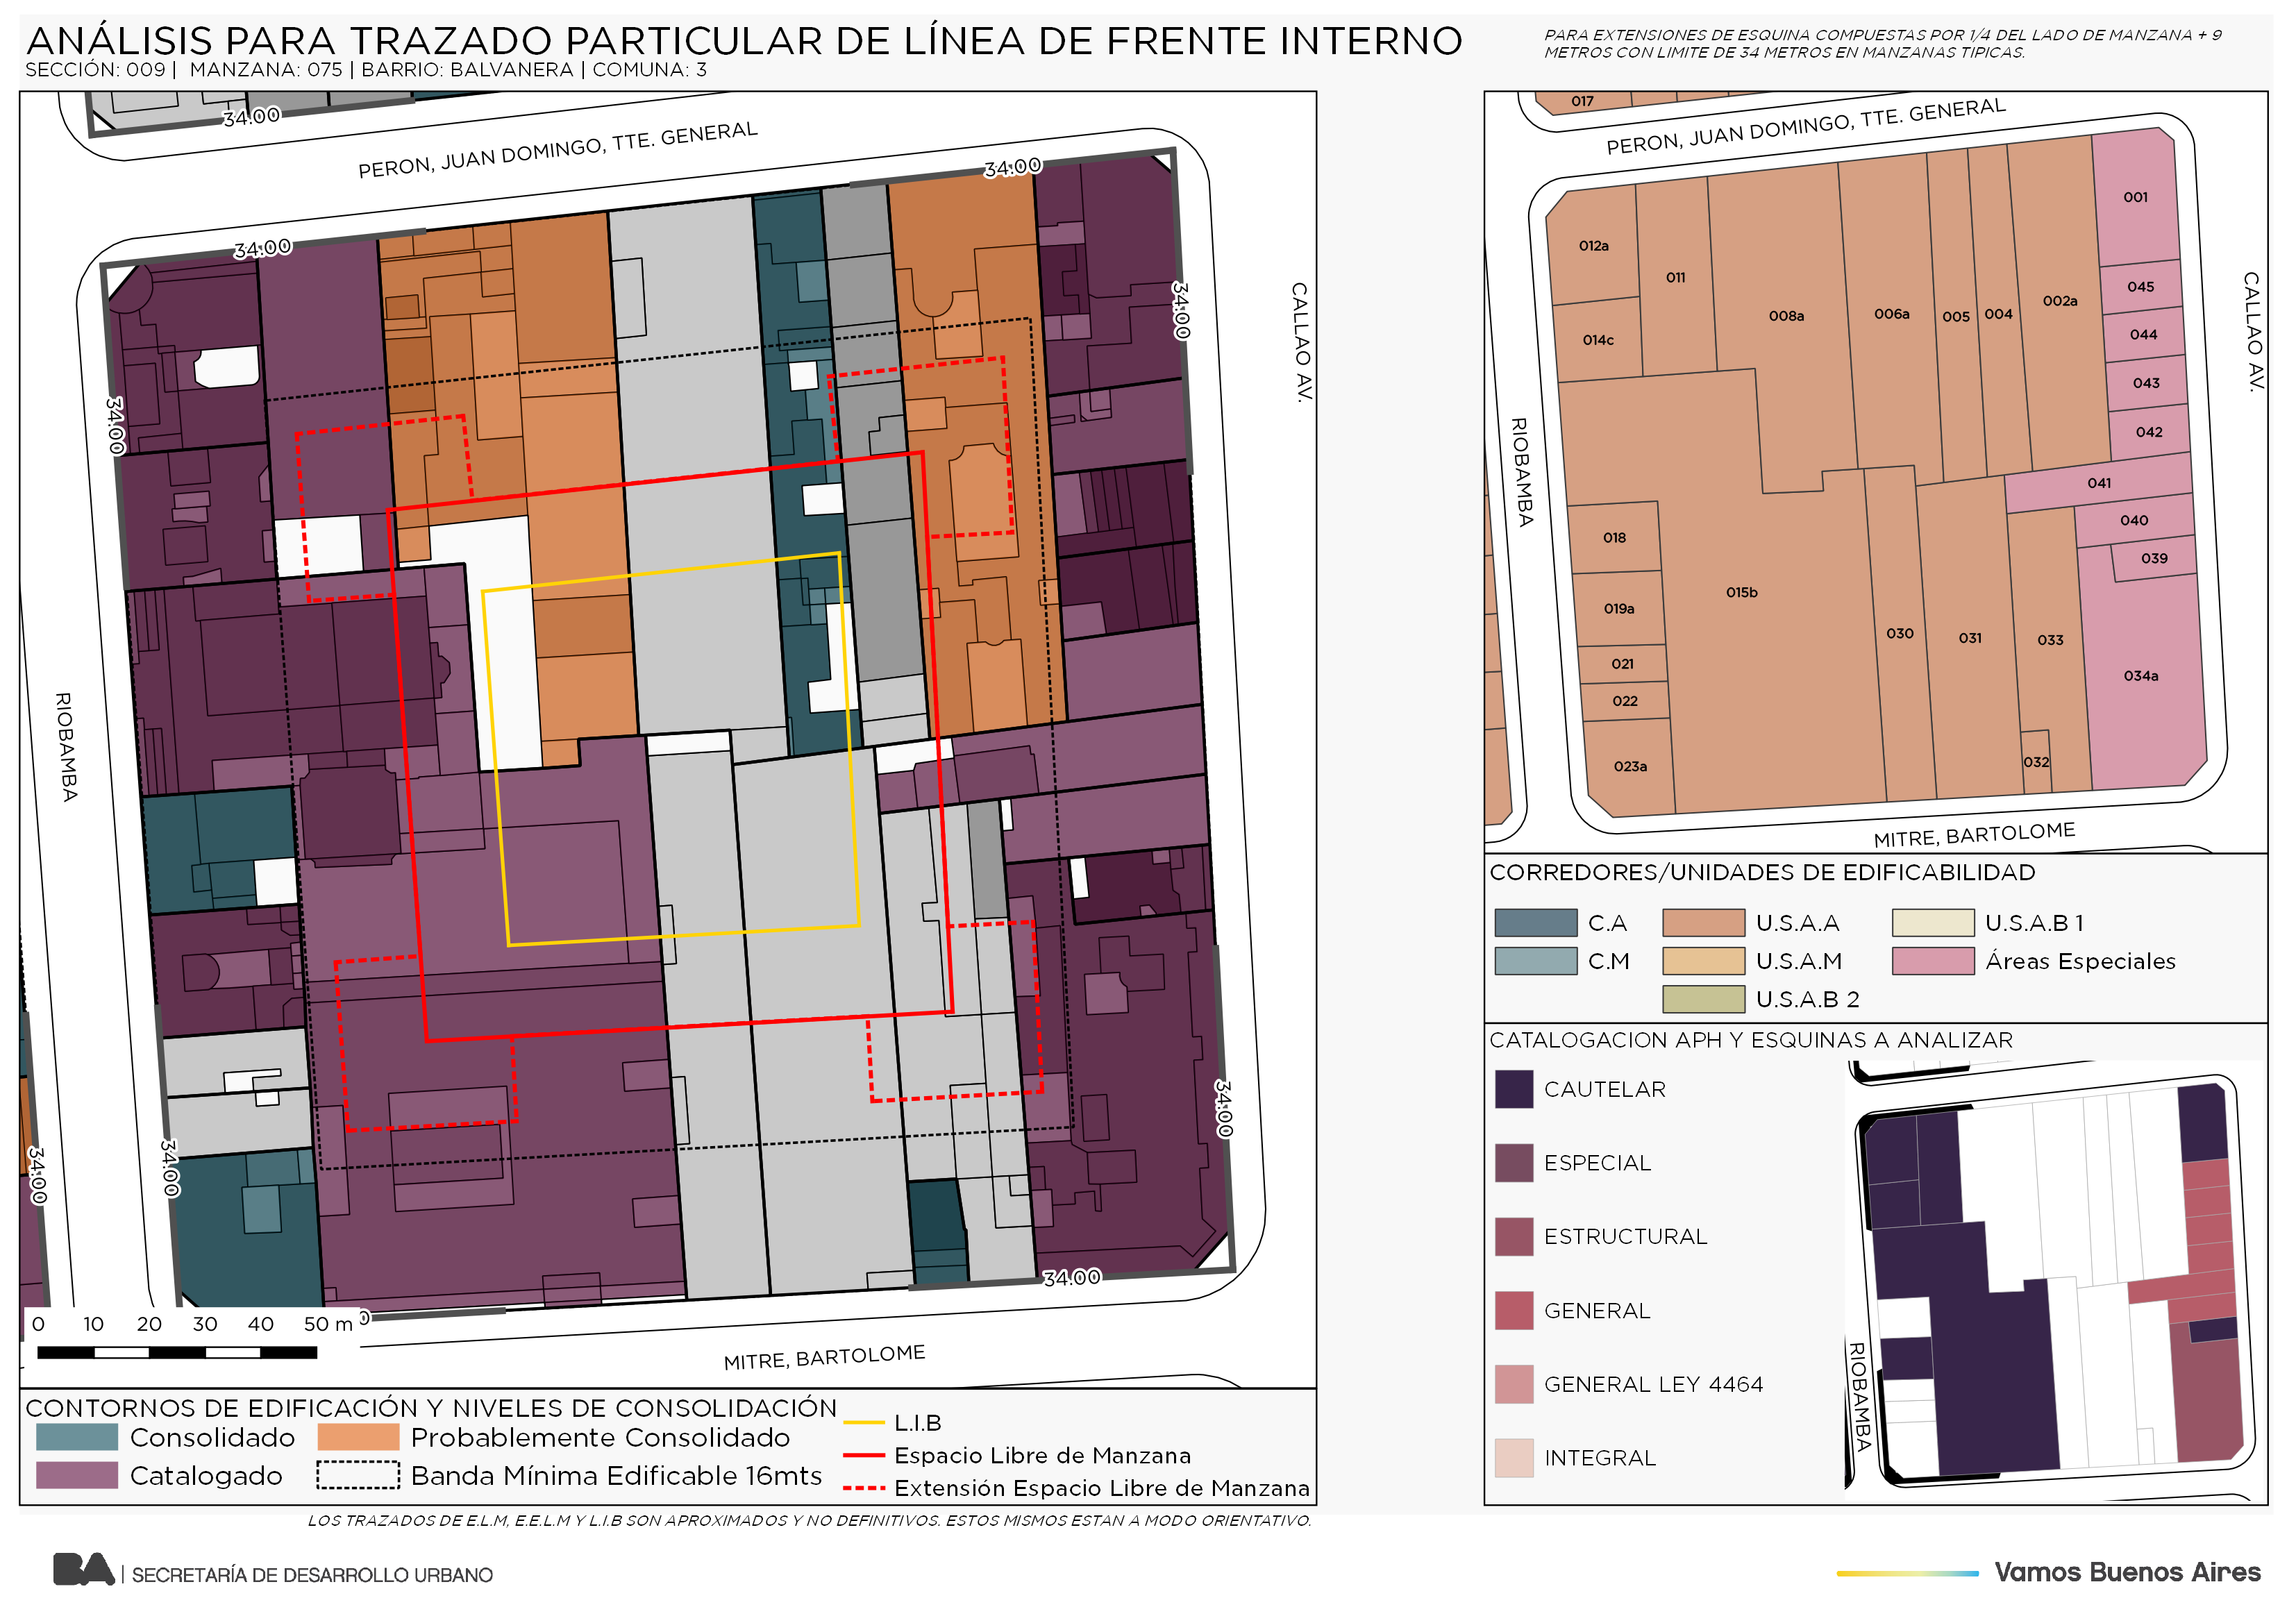 ANÁLISIS PARA TRAZADO PARTICULAR DE LÍNEA DE FRENTE INTERNO
SECCIÓN: 009 | MANZANA: 075 | BARRIO: BALVANERA | COMUNA: 3
PARA EXTENSIONES DE ESQUINA COMPUESTAS POR 1/4 DEL LADO DE MANZANA + 9
METROS CON LIMITE DE 34 METROS EN MANZANAS TIPICAS.
34.00
PERON, JUAN DOMINGO, TTE. GENERAL
34.00
34.00
34.00
34.00
CALLAO AV.
RIOBAMBA
34.00
34.00
34.00
34.00
0
MITRE, BARTOLOME
0 10 20 30 40 50 m
CONTORNOS DE EDIFICACIÓN Y NIVELES DE CONSOLIDACIÓN
Consolidado
Probablemente Consolidado
Catalogado
Banda Mínima Edificable 16mts
L.I.B
Espacio Libre de Manzana
Extensión Espacio Libre de Manzana
LOS TRAZADOS DE E.L.M, E.E.L.M Y L.I.B SON APROXIMADOS Y NO DEFINITIVOS. ESTOS MISMOS ESTAN A MODO ORIENTATIVO.
017
PERON, JUAN DOMINGO, TTE. GENERAL
001
012a
011
045
002a
008a
006a
005
004
014c
044
043
042
CALLAO AV.
RIOBAMBA
041
040
018
039
015b
019a
030
031
033
021
034a
022
032
023a
MITRE, BARTOLOME
CORREDORES/UNIDADES DE EDIFICABILIDAD
C.A
U.S.A.A
U.S.A.B 1
C.M
U.S.A.M
Áreas Especiales
U.S.A.B 2
CATALOGACION APH Y ESQUINAS A ANALIZAR
CAUTELAR
ESPECIAL
ESTRUCTURAL
GENERAL
GENERAL LEY 4464
INTEGRAL
RIOBAMBA
BA | SECRETARÍA DE DESARROLLO URBANO
Vamos Buenos Aires